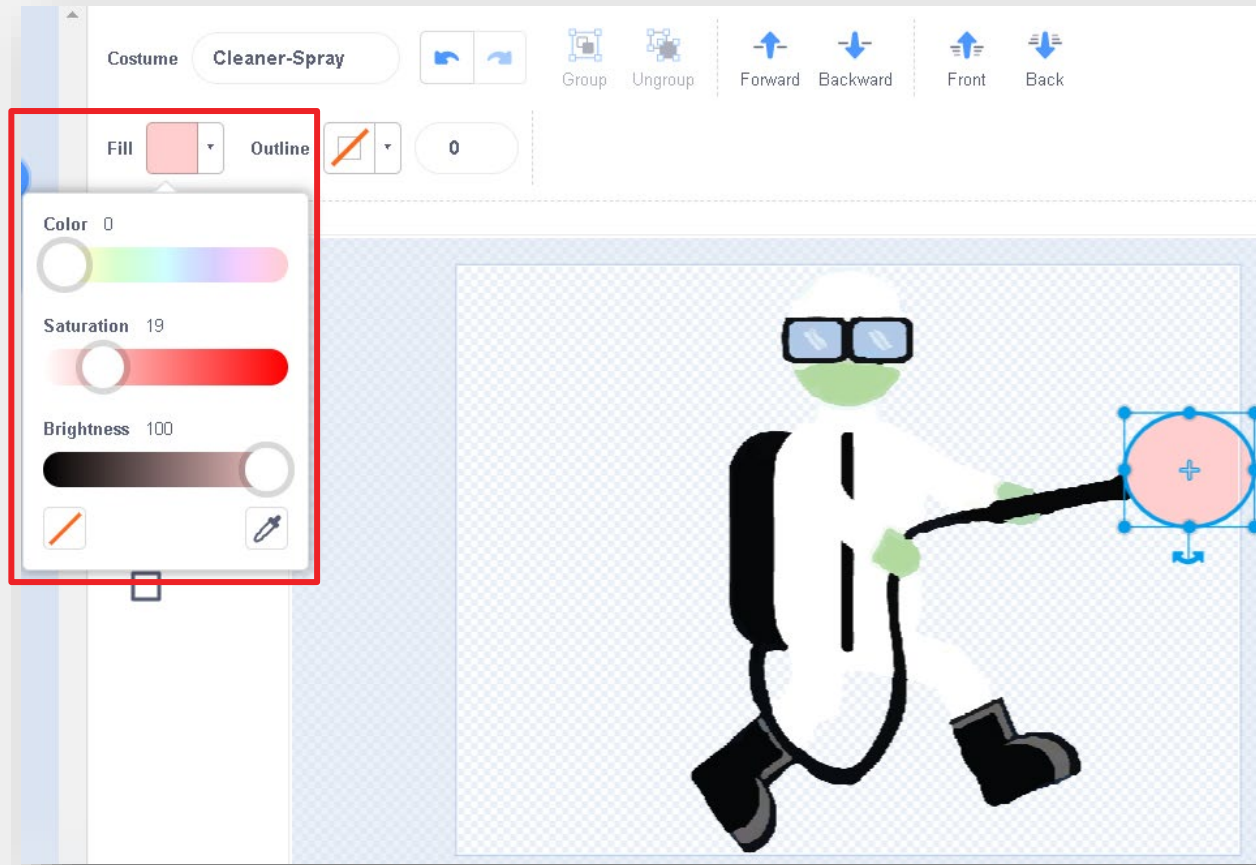 Costume Cleaner-Spray
Group Ungroup Forward Backward Front Back
Fill Outline 0
Color 0
Saturation 19
Brightness 100